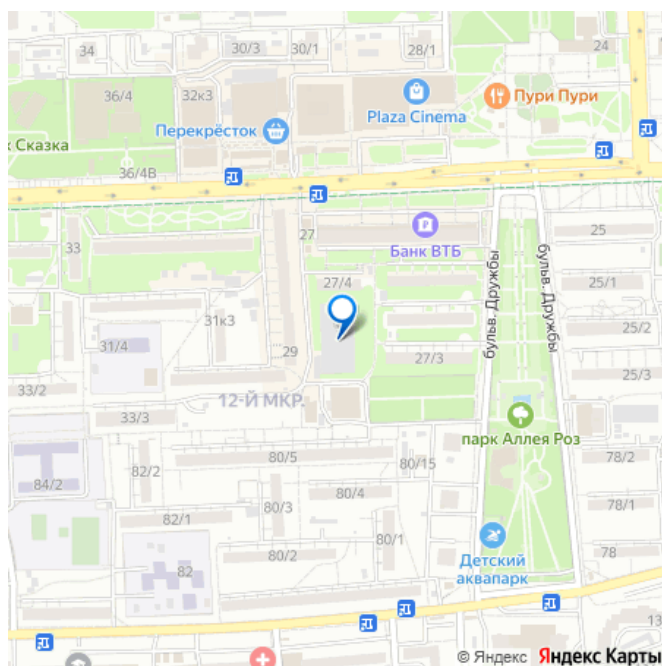 34
30/3
30/1
28/1
24
36/4
32к3
Plaza Cinema
Пури Пури
Перекрёсток
к Сказка
36/4В
33
27
Банк ВТБ
25
27/4
25/1
31к3
31/4
29
27/3
бульв. Дружбы
бульв. Дружбы
25/2
25/3
33/2
12-Й МКР.
33/3
парк Аллея Роз
80/5
80/15
78/2
82/2
84/2
80/4
80/3
78/1
82/1
80/1
80/2
78
Детский
аквапарк
82
13
© Яндекс Яндекс Карты